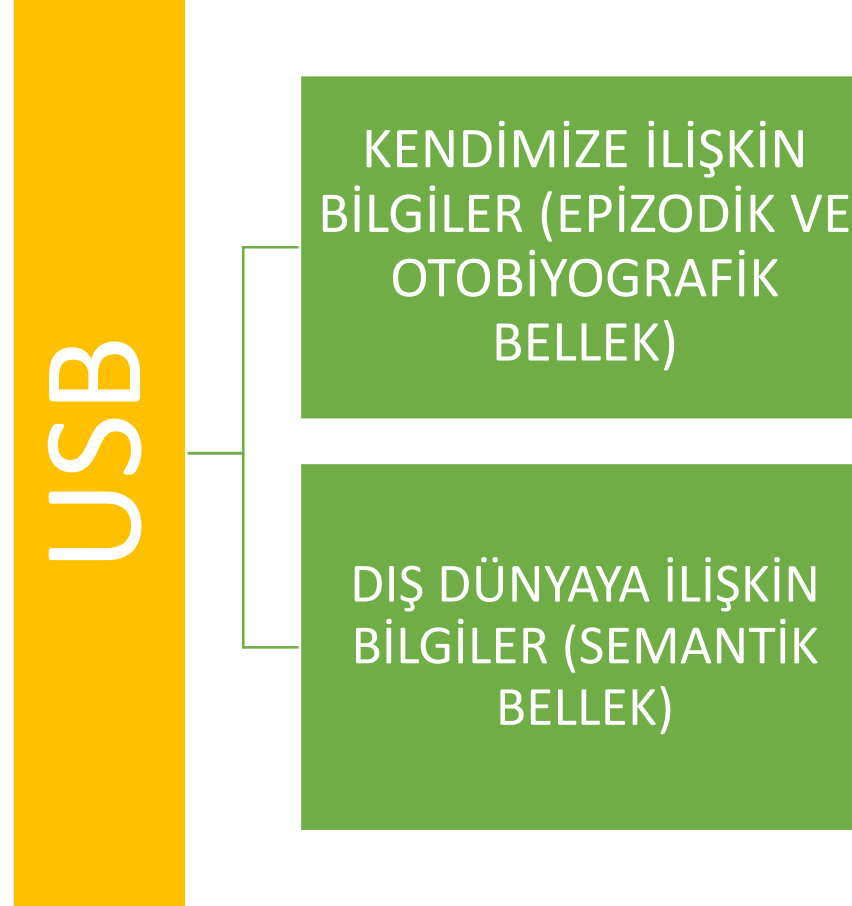 USB
KENDİMİZE İLİŞKİN
BİLGİLER (EPİZODİK VE
OTOBİYOGRAFİK
BELLEK)
DIŞ DÜNYAYA İLİŞKİN
BİLGİLER (SEMANTİK
BELLEK)